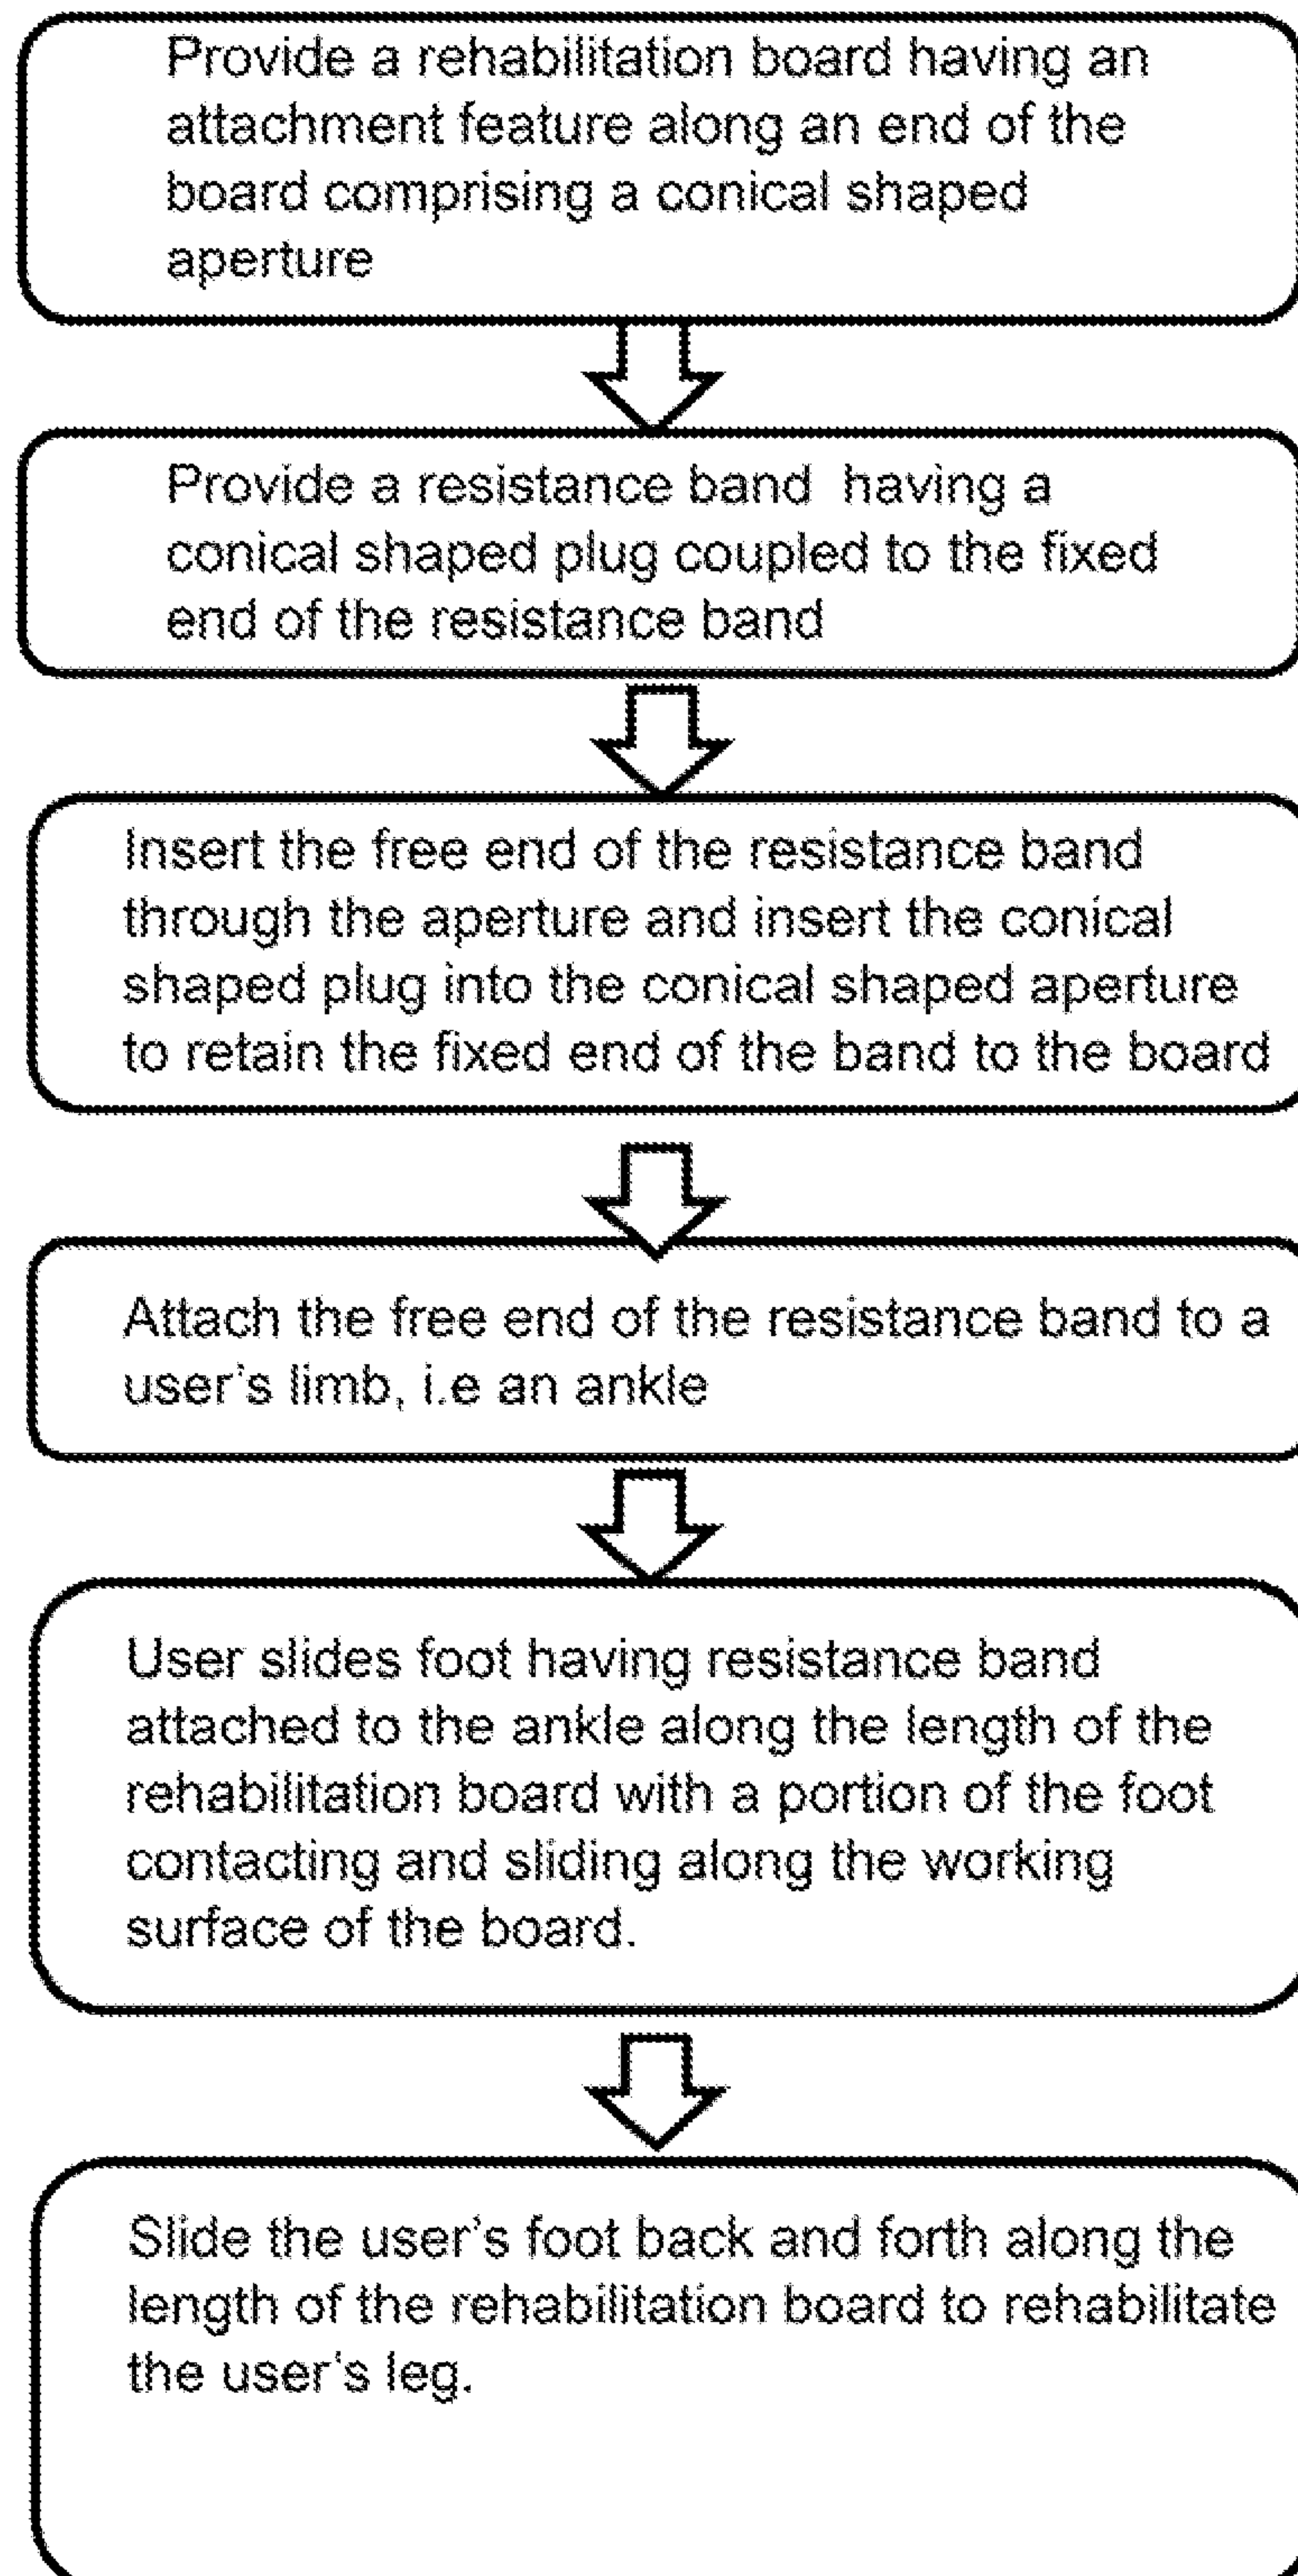 Provide a rehabilitation board having an
attachment feature along an end of the
board comprising a conical shaped
aperture
Provide a resistance band  having a
conical shaped plug coupled to the fixed
end of the resistance band
Insert the free end of the resistance band
through the aperture and insert the conical
shaped plug into the conical shaped aperture
to retain the fixed end of the band to the board
Attach the free end of the resistance band to a
user's limb, i.e an ankle
User slides foot having resistance band
attached to the ankle along the length of the
rehabilitation board with a portion of the foot
contacting and sliding along the working
surface of the board.
Slide the user's foot back and forth along the
length of the rehabilitation board to rehabilitate
the user's leg.